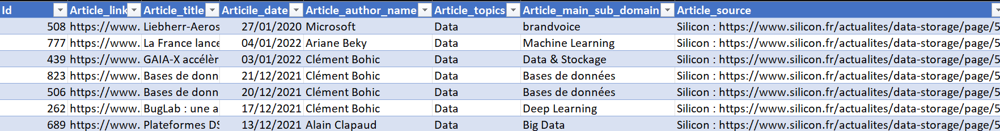 Id Article_link Article_title Articile_date Article_author_name Article_topics Article_main_sub_domain Article_source
508 https://www. Liebherr-Aeros 27/01/2020 Microsoft Data brandvoice Silicon : https://www.silicon.fr/actualites/data-storage/page/5
777 https://www. La France lance 04/01/2022 Ariane Beky Data Machine Learning Silicon : https://www.silicon.fr/actualites/data-storage/page/5
439 https://www. GAIA-X accélèr 03/01/2022 Clément Bohic Data Data & Stockage Silicon : https://www.silicon.fr/actualites/data-storage/page/5
823 https://www. Bases de donn 21/12/2021 Clément Bohic Data Bases de données Silicon : https://www.silicon.fr/actualites/data-storage/page/5
506 https://www. Bases de donn 20/12/2021 Clément Bohic Data Bases de données Silicon : https://www.silicon.fr/actualites/data-storage/page/5
262 https://www. BugLab : une a 17/12/2021 Clément Bohic Data Deep Learning Silicon : https://www.silicon.fr/actualites/data-storage/page/5
689 https://www. Plateformes DS 13/12/2021 Alain Clapaud Data Big Data Silicon : https://www.silicon.fr/actualites/data-storage/page/5